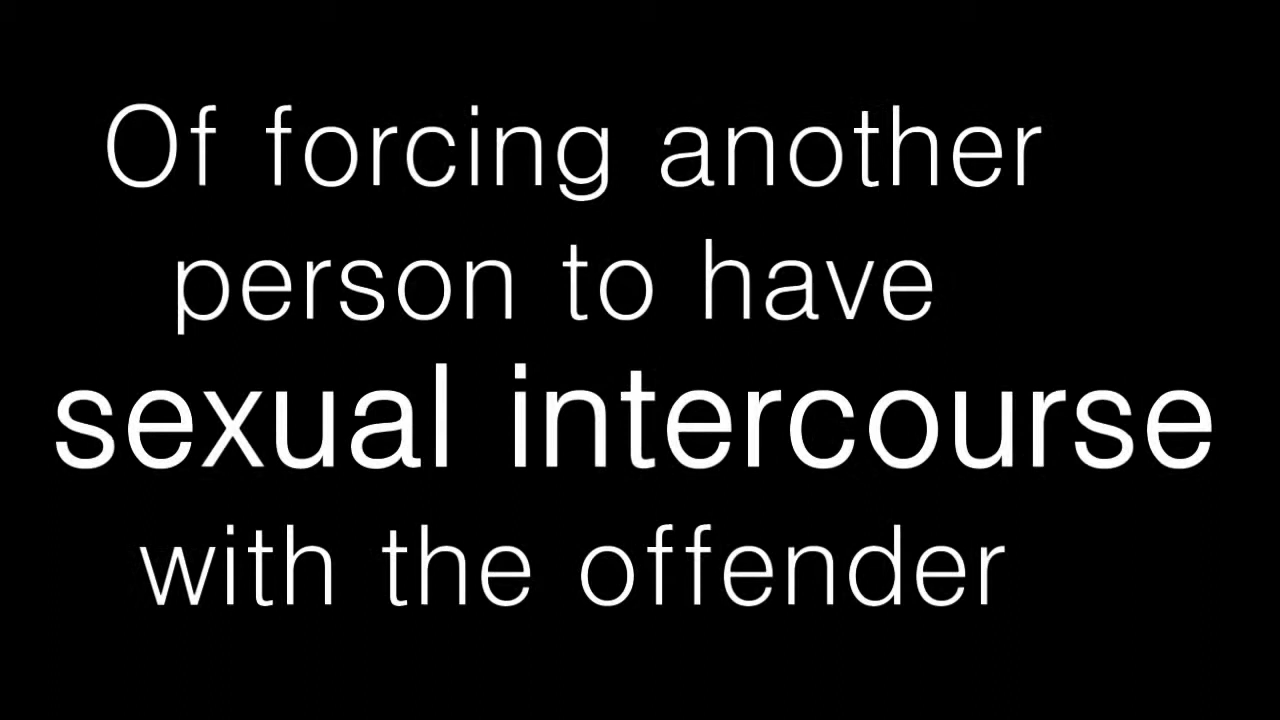 Of forcing another
person to have
sexual intercourse
with the offender